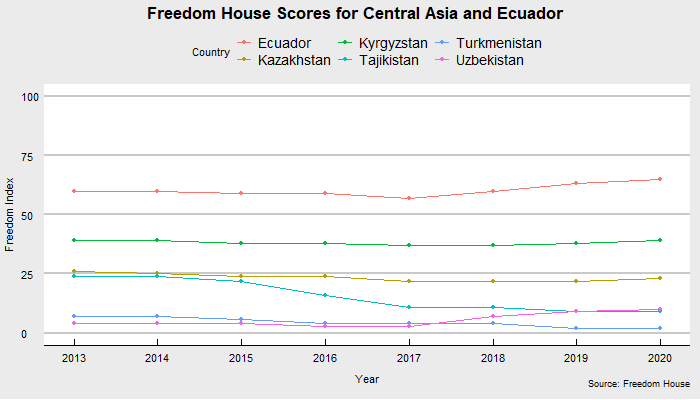 Freedom House Scores for Central Asia and Ecuador
Country
Ecuador Kyrgyzstan Turkmenistan
Kazakhstan Tajikistan Uzbekistan
100
75
50
25
0
Freedom Index
2013 2014 2015 2016 2017 2018 2019 2020
Year
Source: Freedom House